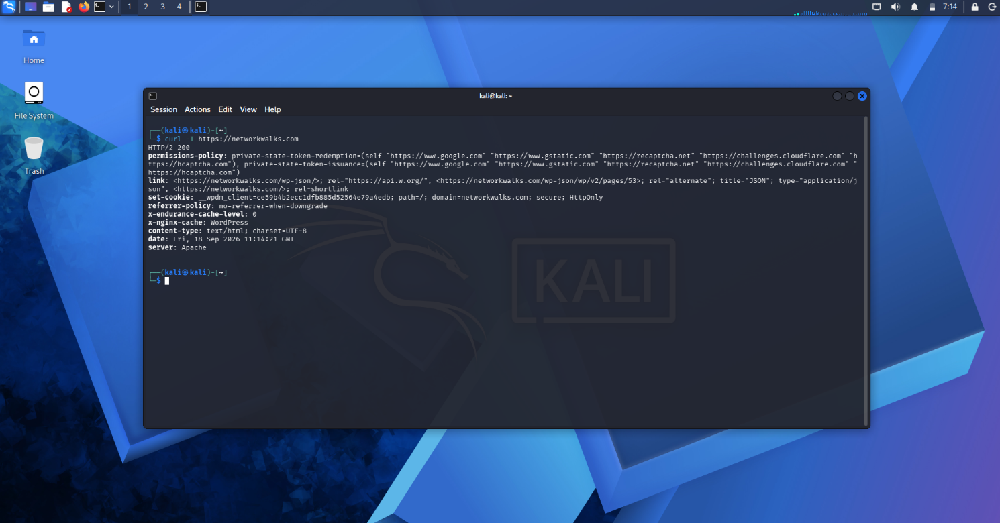 1 2 3 4
7:14
Home
File System
Trash
kali@kali: ~
Session Actions Edit View Help
┌──(kali㉿kali)-[~]
└─$ curl -I https://networkwalks.com
HTTP/2 200
permissions-policy: private-state-token-redemption=(self "https://www.google.com" "https://www.gstatic.com" "https://recaptcha.net" "https://challenges.cloudflare.com" "h
ttps://hcaptcha.com"), private-state-token-issuance=(self "https://www.google.com" "https://www.gstatic.com" "https://recaptcha.net" "https://challenges.cloudflare.com" "
https://hcaptcha.com")
link: <https://networkwalks.com/wp-json/>; rel="https://api.w.org/", <https://networkwalks.com/wp-json/wp/v2/pages/53>; rel="alternate"; title="JSON"; type="application/j
son", <https://networkwalks.com/>; rel=shortlink
set-cookie: __wpdm_client=ce59b4b2ecc1dfb885d52564e79a4edb; path=/; domain=networkwalks.com; secure; HttpOnly
referrer-policy: no-referrer-when-downgrade
x-endurance-cache-level: 0
x-nginx-cache: WordPress
content-type: text/html; charset=UTF-8
date: Fri, 18 Sep 2026 11:14:21 GMT
server: Apache
┌──(kali㉿kali)-[~]
└─$
KALI